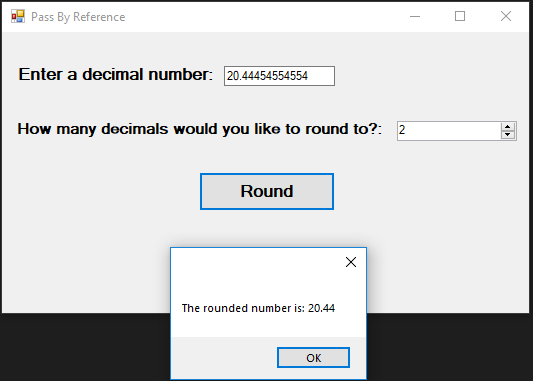 Pass By Reference
Enter a decimal number: 20.44454554554
How many decimals would you like to round to?: 2
Round
The rounded number is: 20.44
OK